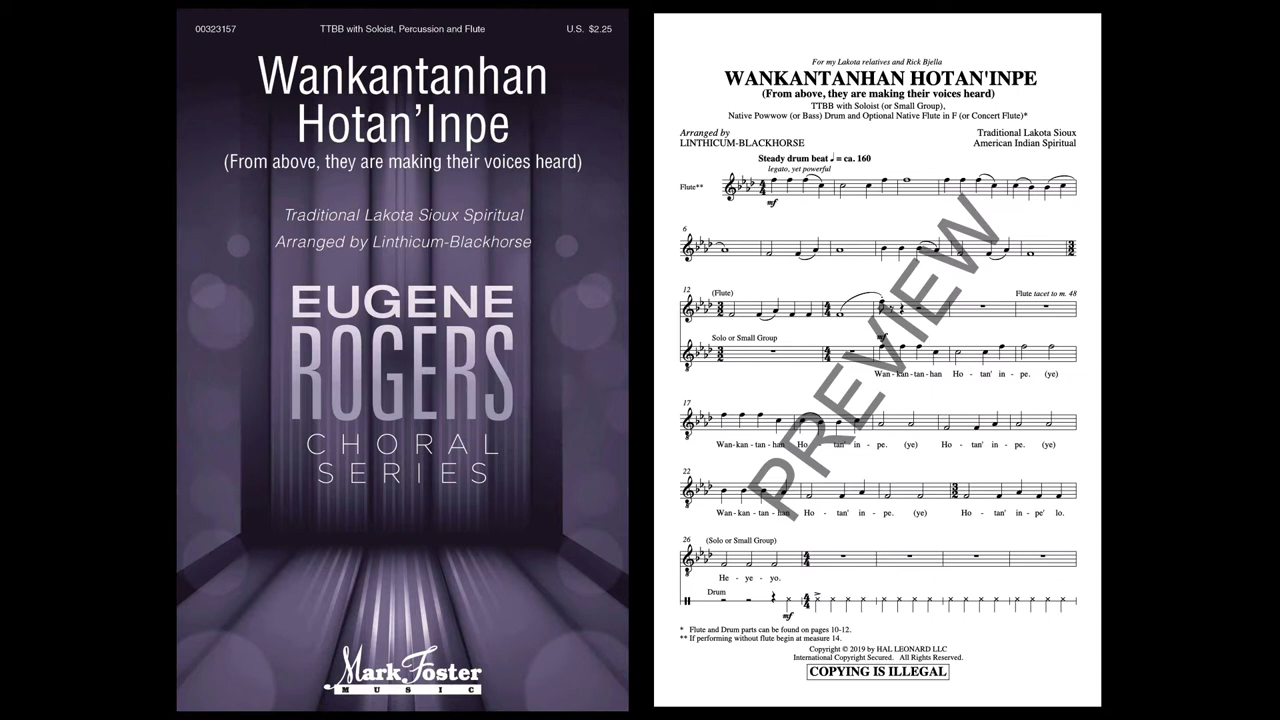 00323157
TTBB with Soloist, Percussion and Flute
U.S. $2.25
Wankantanhan
Hotan’Inpe
(From above, they are making their voices heard)
Traditional Lakota Sioux Spiritual
Arranged by Linthicum-Blackhorse
EUGENE
ROGERS
CHORAL
SERIES
Mark Foster
MUSIC
For my Lakota relatives and Rick Bjella
WANKANTANHAN HOTAN'INPE
(From above, they are making their voices heard)
TTBB with Soloist (or Small Group),
Native Powwow (or Bass) Drum and Optional Native Flute in F (or Concert Flute)*
Arranged by
LINTHICUM-BLACKHORSE
Traditional Lakota Sioux
American Indian Spiritual
Steady drum beat ♩ = ca. 160
legato, yet powerful
Flute**
mf
6
12
(Flute)
Flute tacet to m. 48
Solo or Small Group
mf
Wan - kan - tan - han Ho - tan' in - pe. (ye)
17
Wan - kan - tan - han Ho - tan' in - pe. (ye) Ho - tan' in - pe. (ye)
22
Wan - kan - tan - han Ho - tan' in - pe. (ye) Ho - tan' in - pe' lo.
26
(Solo or Small Group)
He - ye - yo.
Drum
mf
* Flute and Drum parts can be found on pages 10-12.
** If performing without flute begin at measure 14.
Copyright © 2019 by HAL LEONARD LLC
International Copyright Secured. All Rights Reserved.
COPYING IS ILLEGAL
PREVIEW